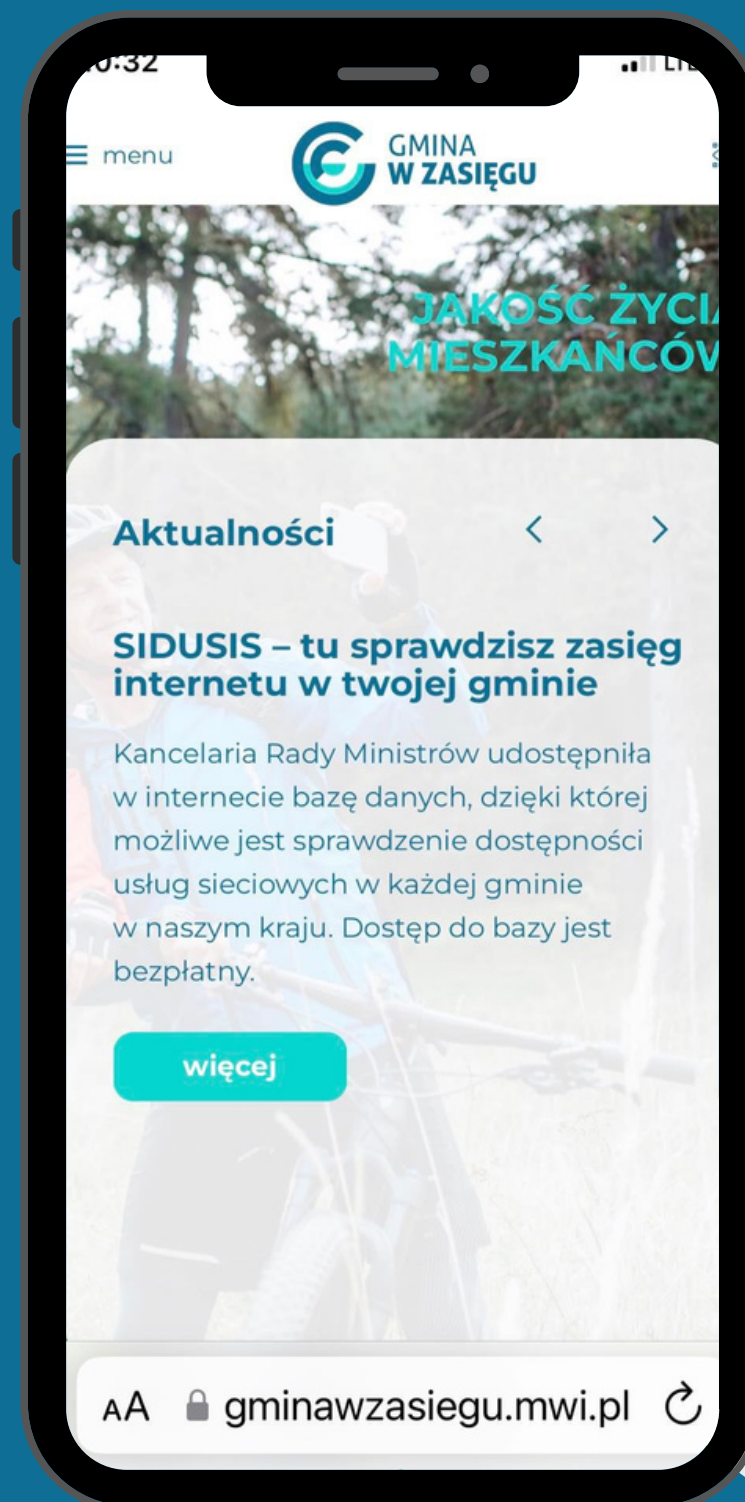 menu
GMINA
W ZASIĘGU
JAKOŚĆ ŻYCIA
MIESZKAŃCÓW
Aktualności
SIDUSIS – tu sprawdzisz zasięg
internetu w twojej gminie
Kancelaria Rady Ministrów udostępniła
w internecie bazę danych, dzięki której
możliwe jest sprawdzenie dostępności
usług sieciowych w każdej gminie
w naszym kraju. Dostęp do bazy jest
bezpłatny.
więcej
AA gminawzasiegu.mwi.pl